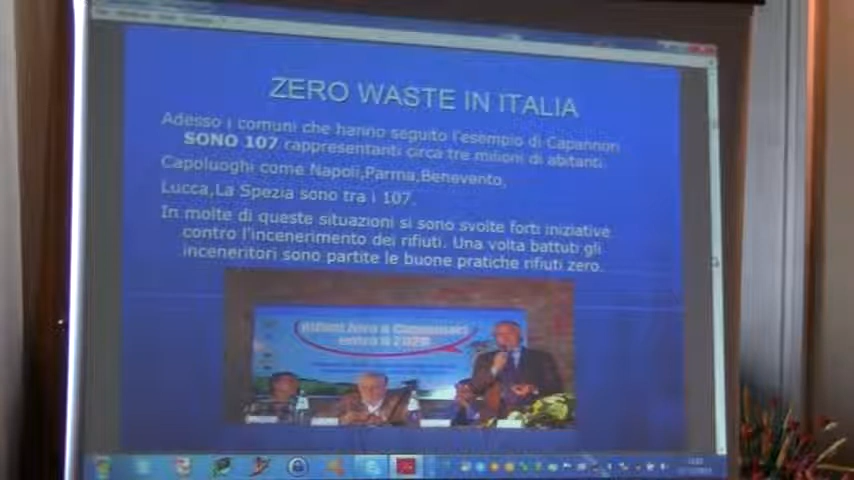 ZERO WASTE IN ITALIA
Adesso i comuni che hanno seguito l'esempio di Capannori
SONO 107 rappresentanti circa tre milioni di abitanti.
Capoluoghi come Napoli,Parma,Benevento,
Lucca,La Spezia sono tra i 107.
In molte di queste situazioni si sono svolte forti iniziative
contro l'incenerimento dei rifiuti. Una volta battuti gli
inceneritori sono partite le buone pratiche rifiuti zero.
Rifiuti Zero a Capannori
entro il 2020